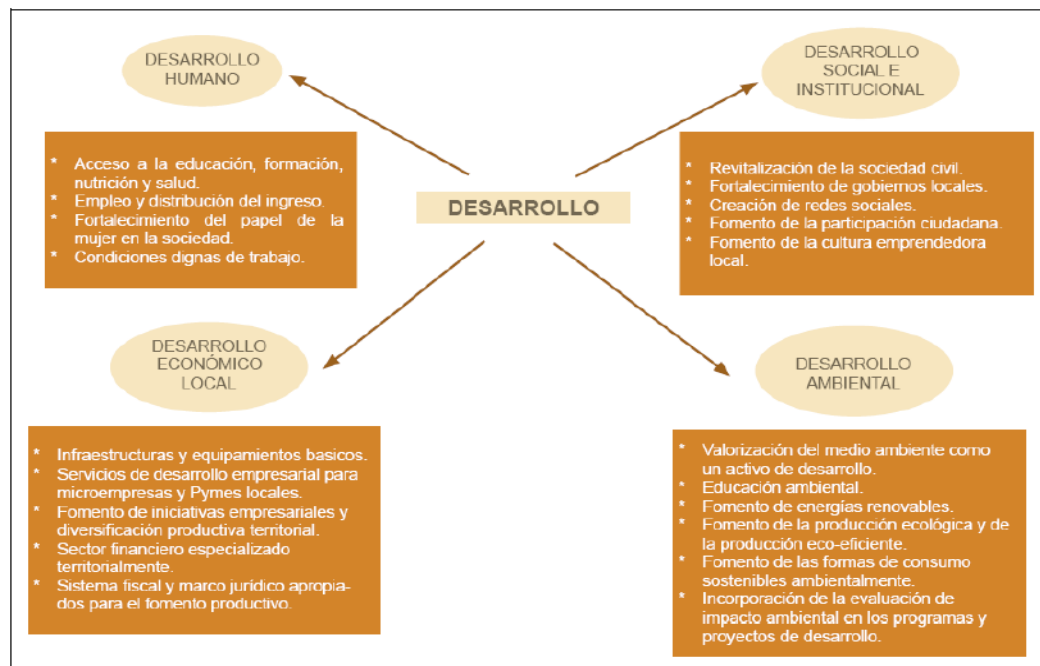 DESARROLLO
HUMANO
* Acceso a la educación, formación,
nutrición y salud.
* Empleo y distribución del ingreso.
* Fortalecimiento del papel de la
mujer en la sociedad.
* Condiciones dignas de trabajo.
DESARROLLO
SOCIAL E
INSTITUCIONAL
* Revitalización de la sociedad civil.
* Fortalecimiento de gobiernos locales.
* Creación de redes sociales.
* Fomento de la participación ciudadana.
* Fomento de la cultura emprendedora
local.
DESARROLLO
DESARROLLO
ECONÓMICO
LOCAL
* Infraestructuras y equipamientos basicos.
* Servicios de desarrollo empresarial para
microempresas y Pymes locales.
* Fomento de iniciativas empresariales y
diversificación productiva territorial.
* Sector financiero especializado
territorialmente.
* Sistema fiscal y marco jurídico apropia-
dos para el fomento productivo.
DESARROLLO
AMBIENTAL
* Valorización del medio ambiente como
un activo de desarrollo.
* Educación ambiental.
* Fomento de energías renovables.
* Fomento de la producción ecológica y de
la producción eco-eficiente.
* Fomento de las formas de consumo
sostenibles ambientalmente.
* Incorporación de la evaluación de
impacto ambiental en los programas y
proyectos de desarrollo.